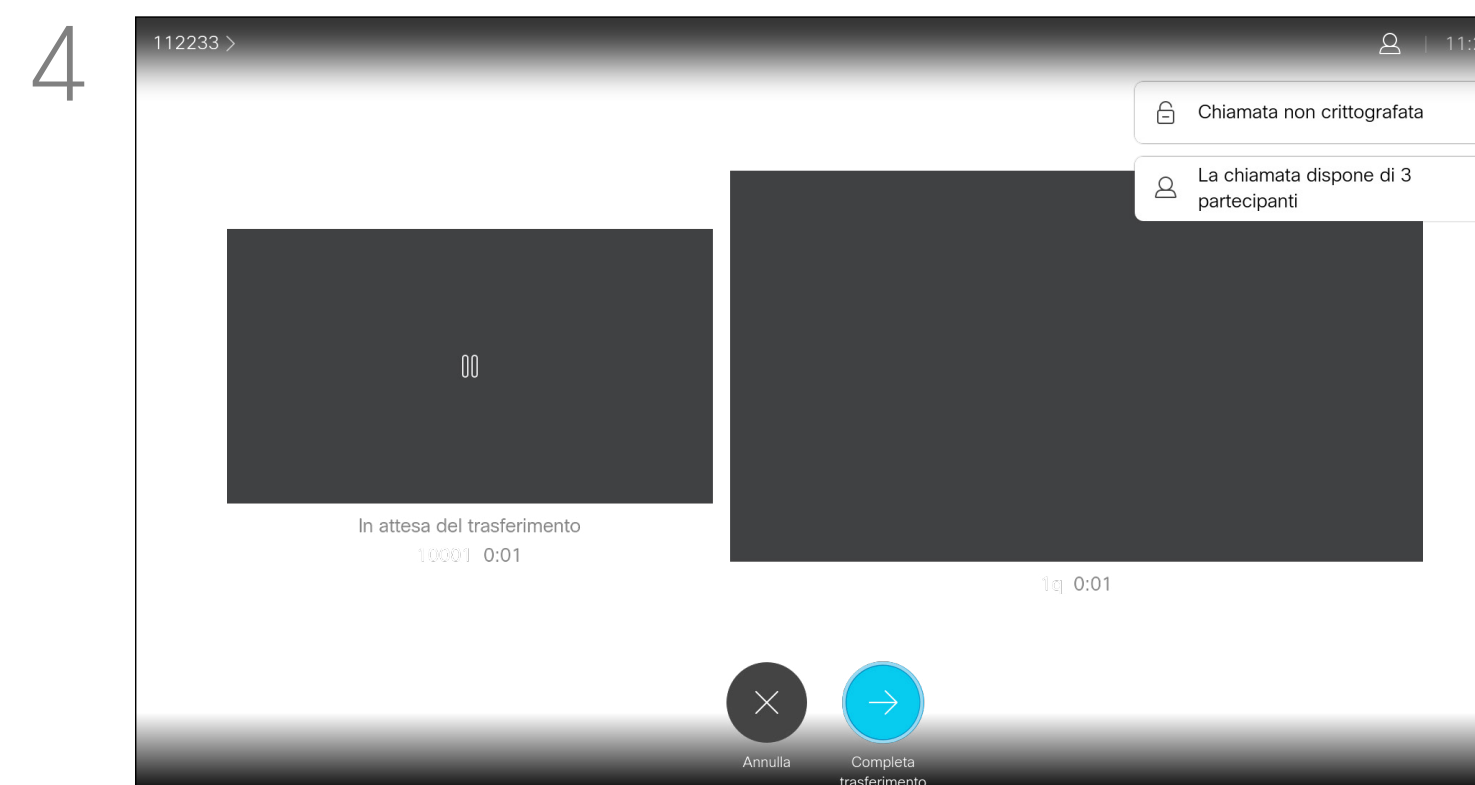 4
112233 >
Chiamata non crittografata
La chiamata dispone di 3
partecipanti
In attesa del trasferimento
10001 0:01
1q 0:01
Annulla
Completa
trasferimento